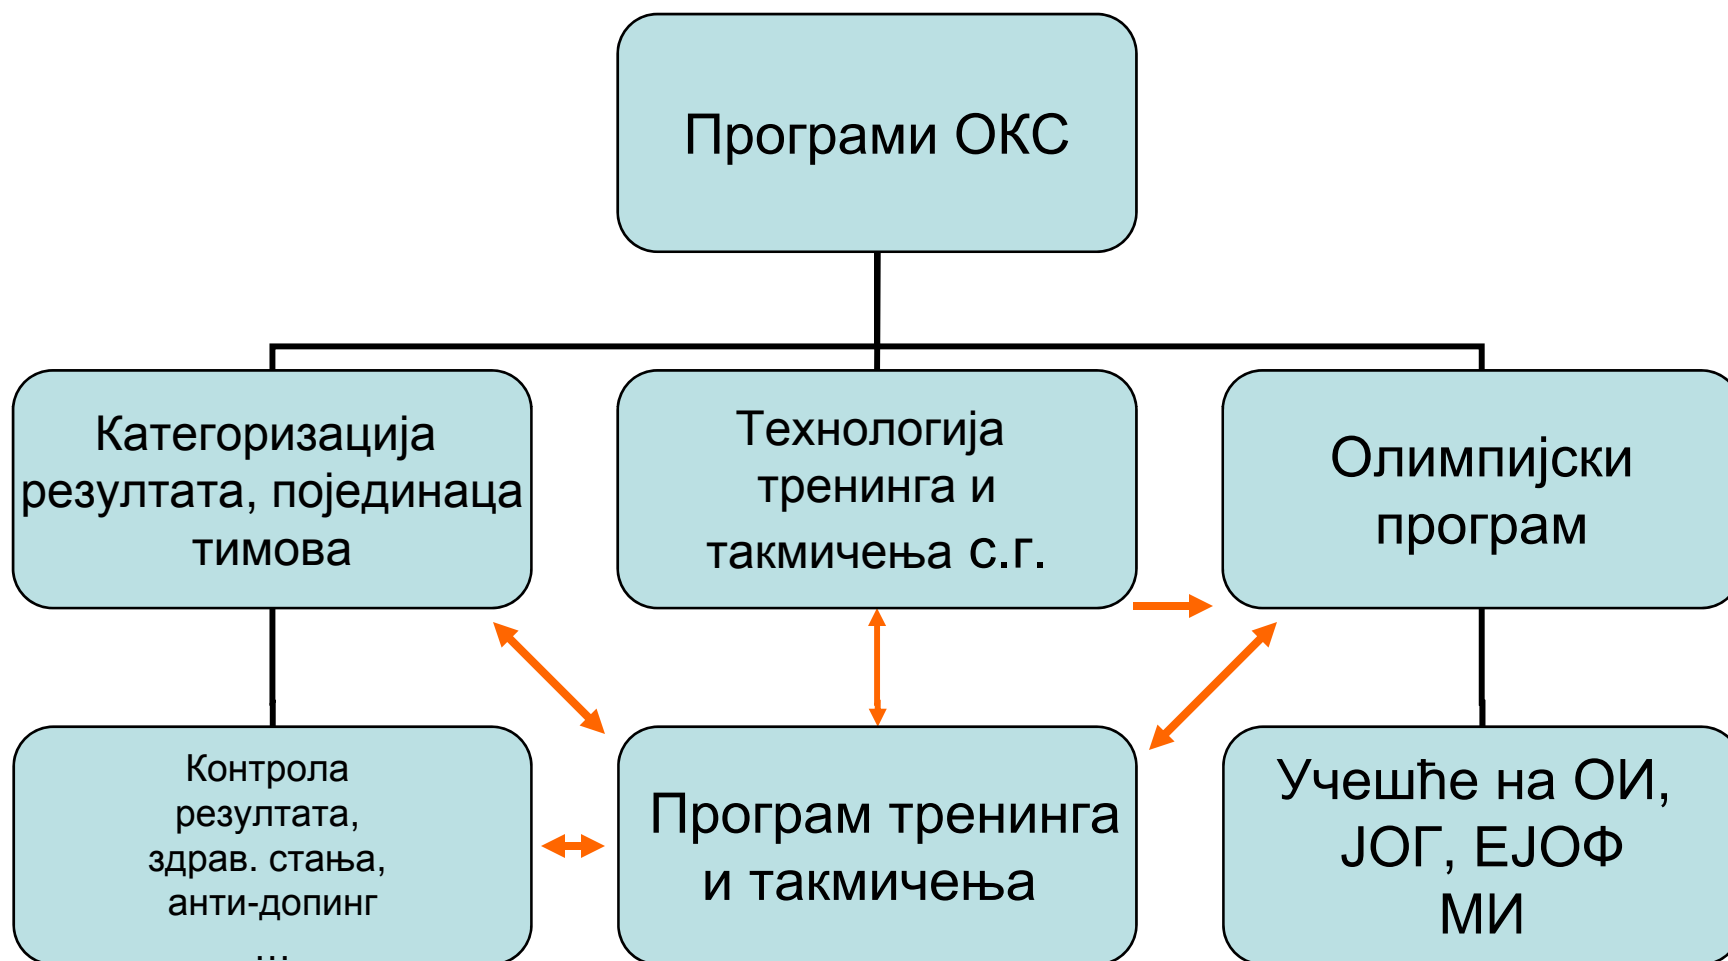 Програми ОКС
Категоризација
резултата, појединаца
тимова
Технологија
тренинга и
такмичења с.г.
Олимпијски
програм
Контрола
резултата,
здрав. стања,
анти-допинг
...
Програм тренинга
и такмичења
Учешће на ОИ,
ЈОГ, ЕЈОФ
МИ